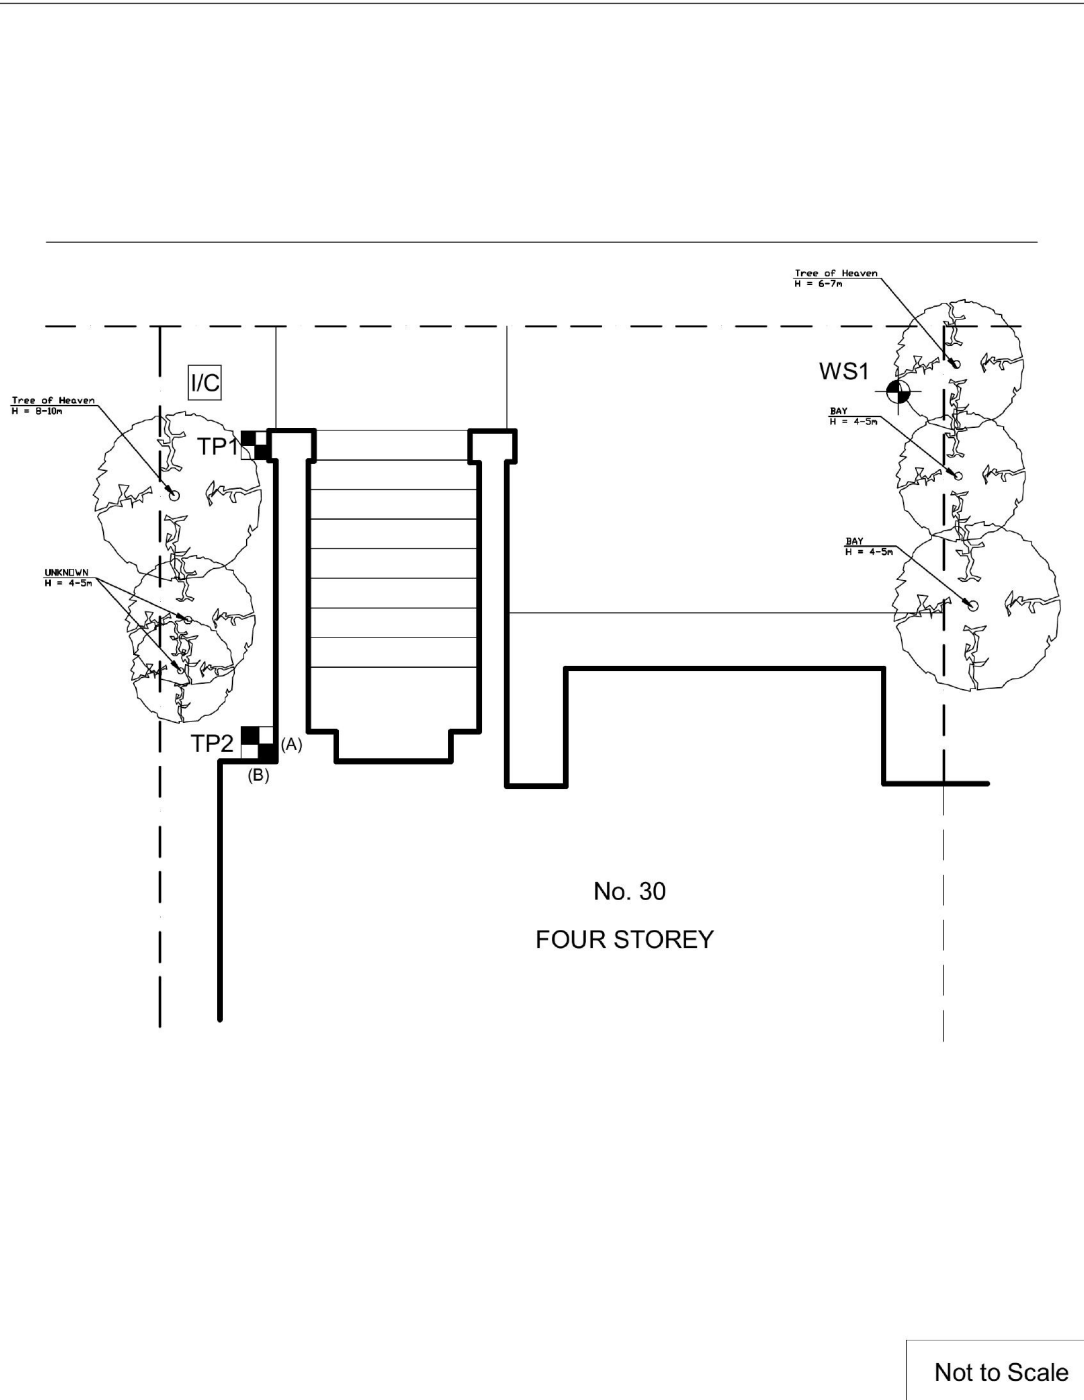 Tree of Heaven
H = 6-7m
WS1
I/C
Tree of Heaven
H = 8-10m
BAY
H = 4-5m
TP1
BAY
H = 4-5m
UNKNOWN
H = 4-5m
TP2
(A)
(B)
No. 30
FOUR STOREY
Not to Scale